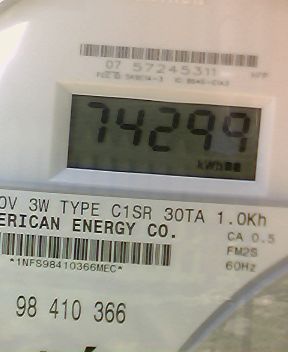 07 57245311
74299
kWh
0V 3W TYPE C1SR 30TA 1.0Kh
ERICAN ENERGY CO.
CA 0.5
FM2S
*1NFS98410366MEC*
60Hz
98 410 366